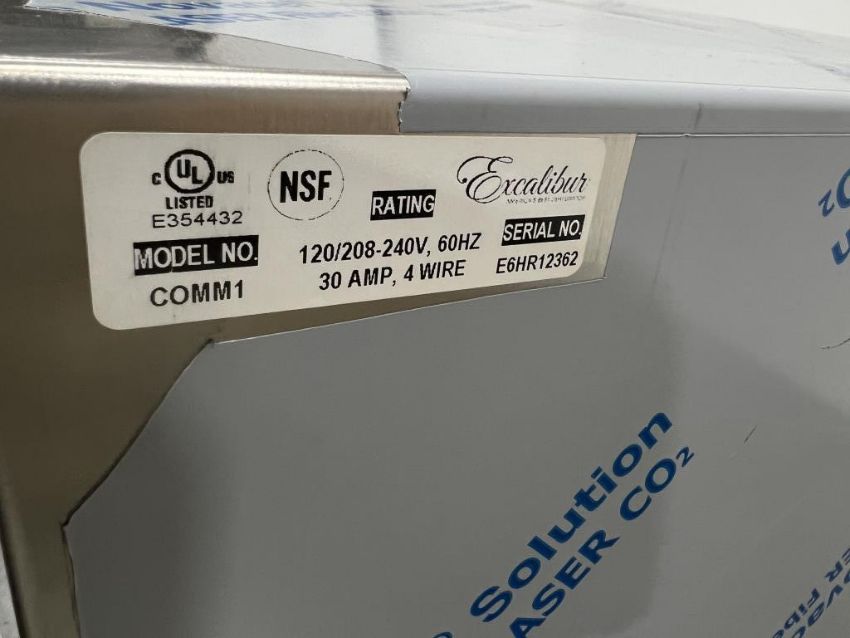 C UL US
LISTED
E354432
NSF
RATING
Excalibur
MODEL NO.
COMM1
120/208-240V, 60HZ
30 AMP, 4 WIRE
SERIAL NO.
E6HR12362
Solution
ASER CO2